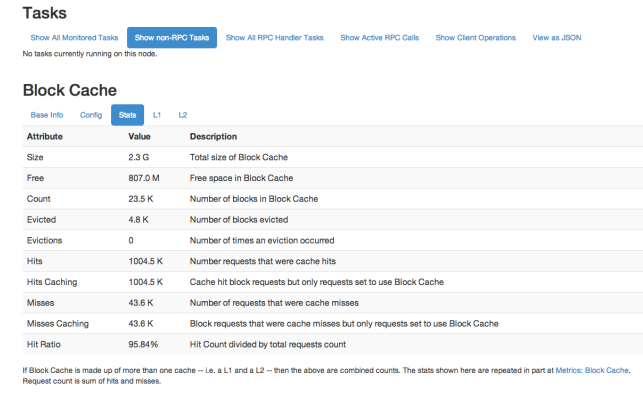 Tasks
Show All Monitored Tasks Show non-RPC Tasks Show All RPC Handler Tasks Show Active RPC Calls Show Client Operations View as JSON
No tasks currently running on this node.
Block Cache
Base Info Config Stats L1 L2
Attribute Value Description
Size 2.3 G Total size of Block Cache
Free 807.0 M Free space in Block Cache
Count 23.5 K Number of blocks in Block Cache
Evicted 4.8 K Number of blocks evicted
Evictions 0 Number of times an eviction occurred
Hits 1004.5 K Number requests that were cache hits
Hits Caching 1004.5 K Cache hit block requests but only requests set to use Block Cache
Misses 43.6 K Number of requests that were cache misses
Misses Caching 43.6 K Block requests that were cache misses but only requests set to use Block Cache
Hit Ratio 95.84% Hit Count divided by total requests count
If Block Cache is made up of more than one cache -- i.e. a L1 and a L2 -- then the above are combined counts. The stats shown here are repeated in part at Metrics: Block Cache.
Request count is sum of hits and misses.